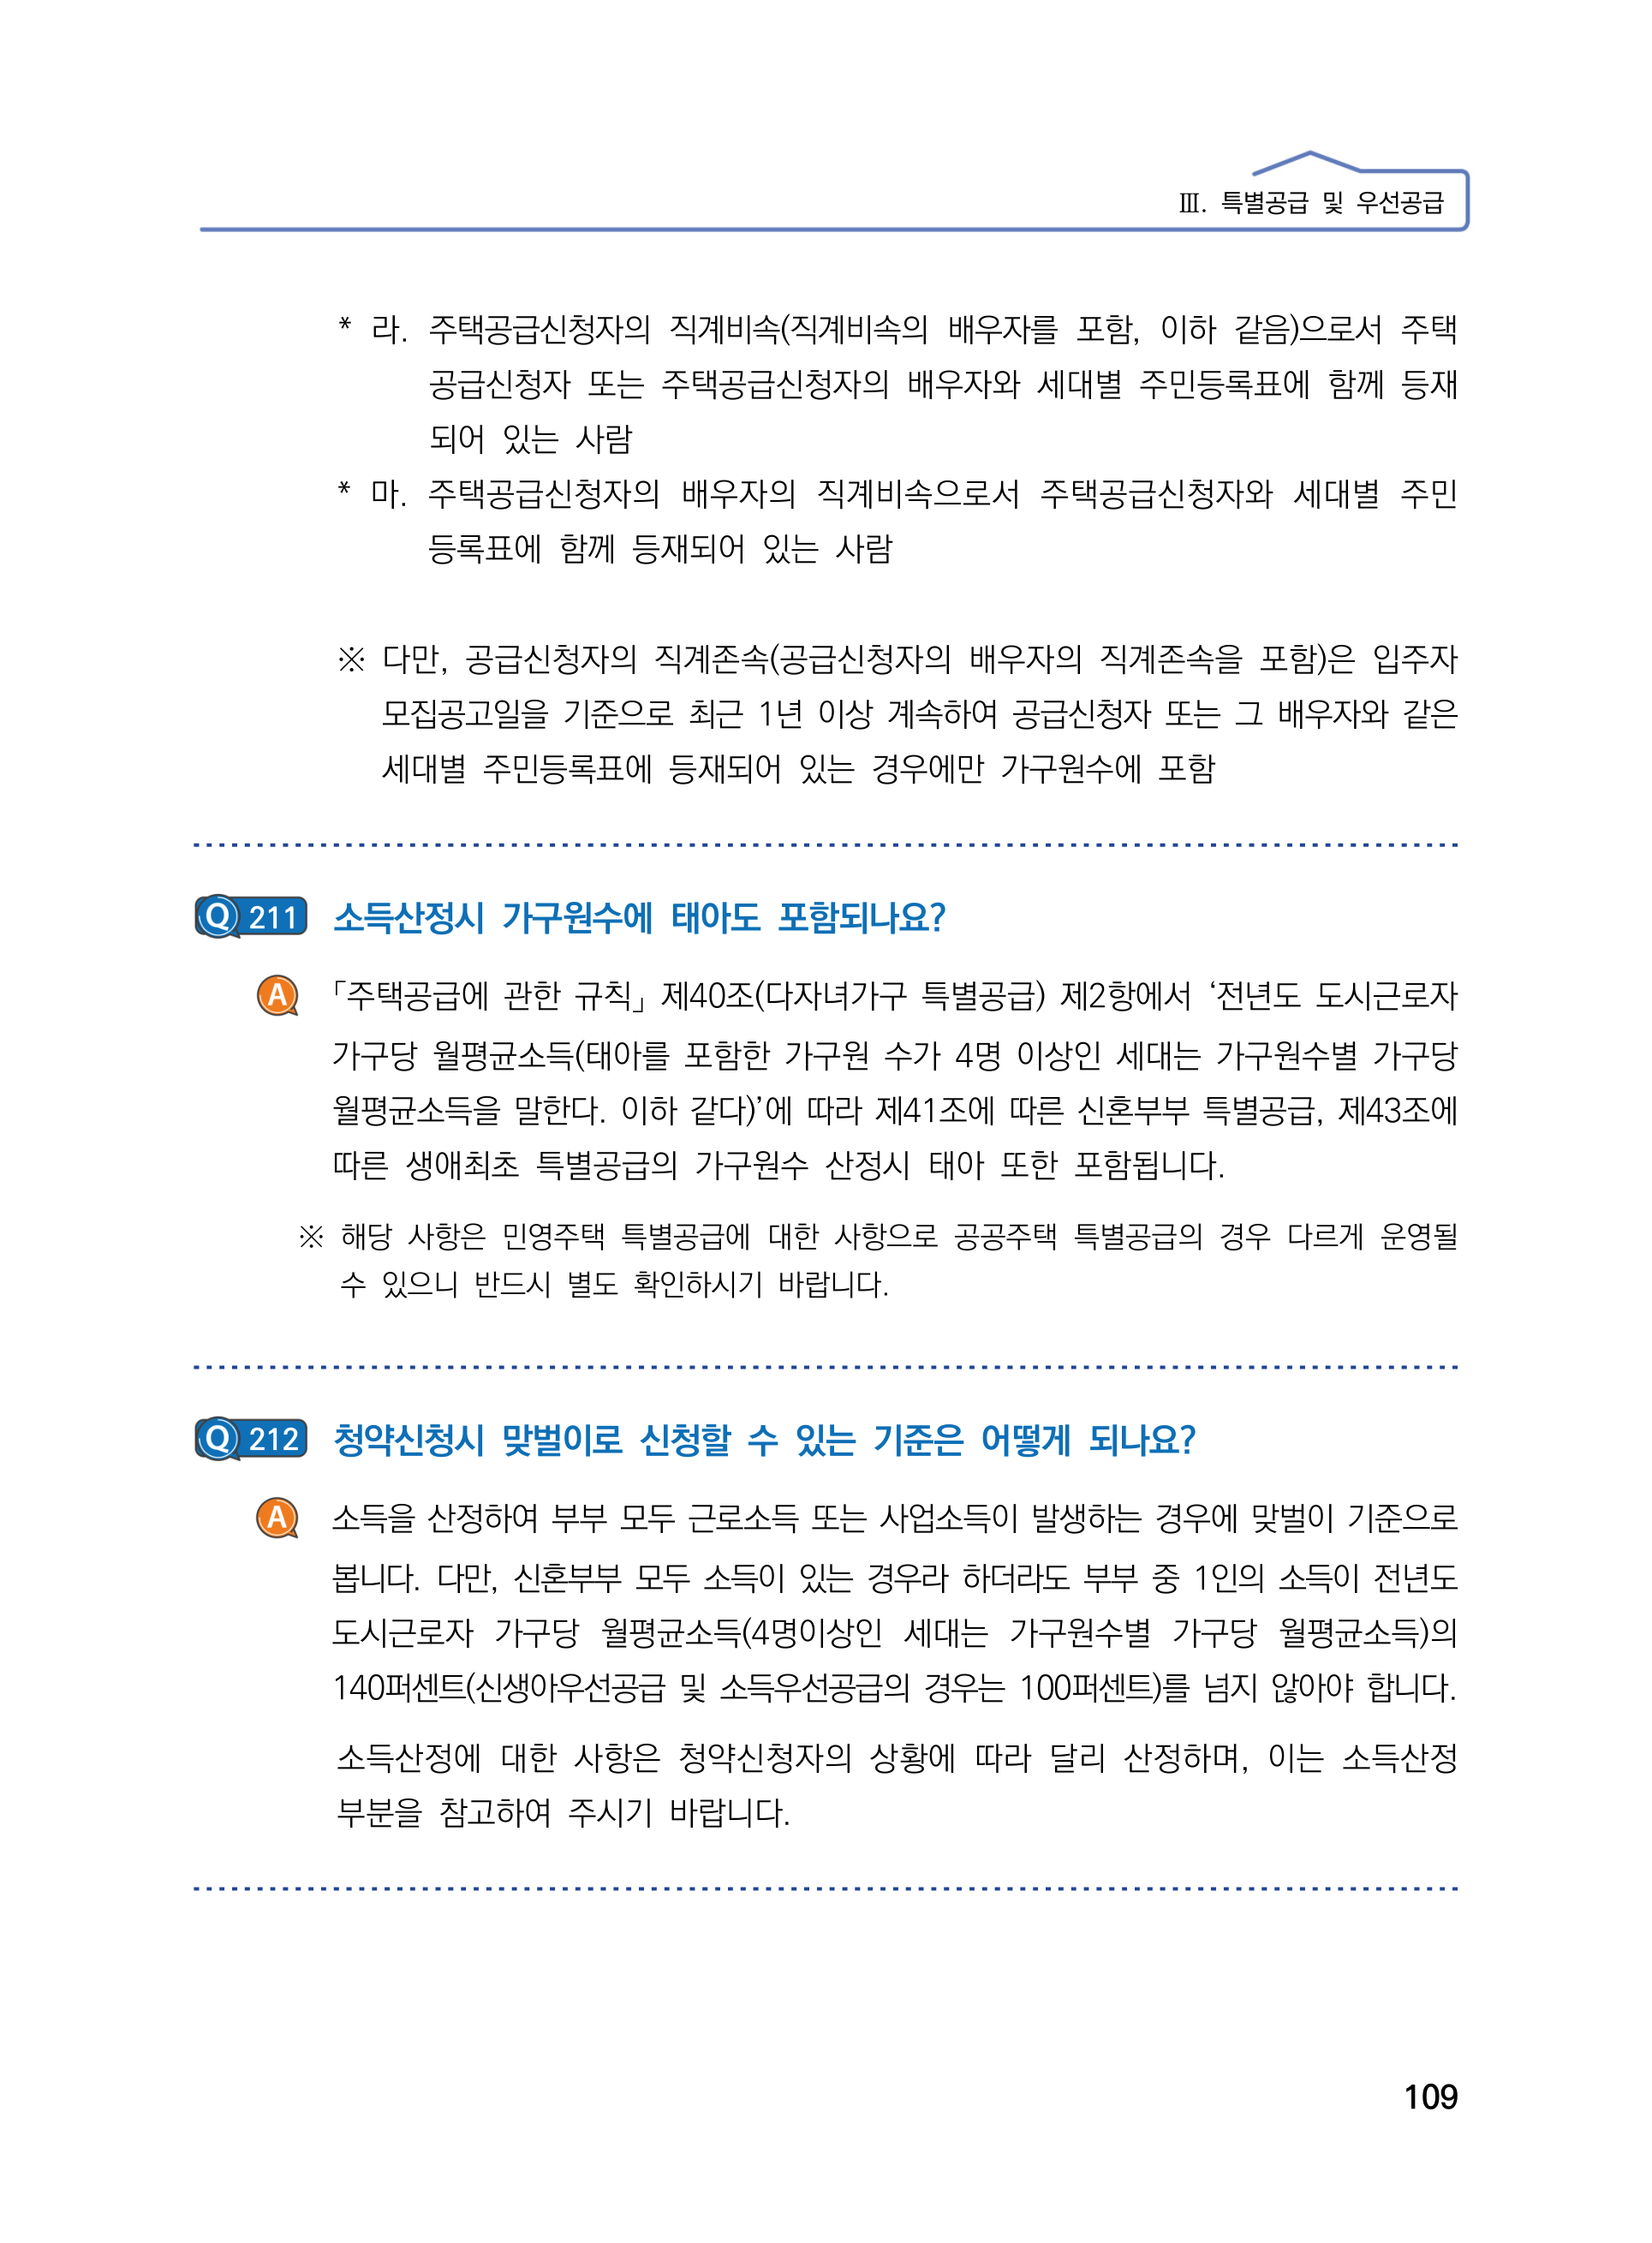 Ⅲ. 특별공급 및 우선공급
* 라. 주택공급신청자의 직계비속(직계비속의 배우자를 포함, 이하 같음)으로서 주택
공급신청자 또는 주택공급신청자의 배우자와 세대별 주민등록표에 함께 등재
되어 있는 사람
* 마. 주택공급신청자의 배우자의 직계비속으로서 주택공급신청자와 세대별 주민
등록표에 함께 등재되어 있는 사람
※ 다만, 공급신청자의 직계존속(공급신청자의 배우자의 직계존속을 포함)은 입주자
모집공고일을 기준으로 최근 1년 이상 계속하여 공급신청자 또는 그 배우자와 같은
세대별 주민등록표에 등재되어 있는 경우에만 가구원수에 포함
Q 211 소득산정시 가구원수에 태아도 포함되나요?
A 「주택공급에 관한 규칙」 제40조(다자녀가구 특별공급) 제2항에서 ‘전년도 도시근로자
가구당 월평균소득(태아를 포함한 가구원 수가 4명 이상인 세대는 가구원수별 가구당
월평균소득을 말한다. 이하 같다)’에 따라 제41조에 따른 신혼부부 특별공급, 제43조에
따른 생애최초 특별공급의 가구원수 산정시 태아 또한 포함됩니다.
※ 해당 사항은 민영주택 특별공급에 대한 사항으로 공공주택 특별공급의 경우 다르게 운영될
수 있으니 반드시 별도 확인하시기 바랍니다.
Q 212 청약신청시 맞벌이로 신청할 수 있는 기준은 어떻게 되나요?
A 소득을 산정하여 부부 모두 근로소득 또는 사업소득이 발생하는 경우에 맞벌이 기준으로
봅니다. 다만, 신혼부부 모두 소득이 있는 경우라 하더라도 부부 중 1인의 소득이 전년도
도시근로자 가구당 월평균소득(4명이상인 세대는 가구원수별 가구당 월평균소득)의
140퍼센트(신생아우선공급 및 소득우선공급의 경우는 100퍼센트)를 넘지 않아야 합니다.
소득산정에 대한 사항은 청약신청자의 상황에 따라 달리 산정하며, 이는 소득산정
부분을 참고하여 주시기 바랍니다.
109